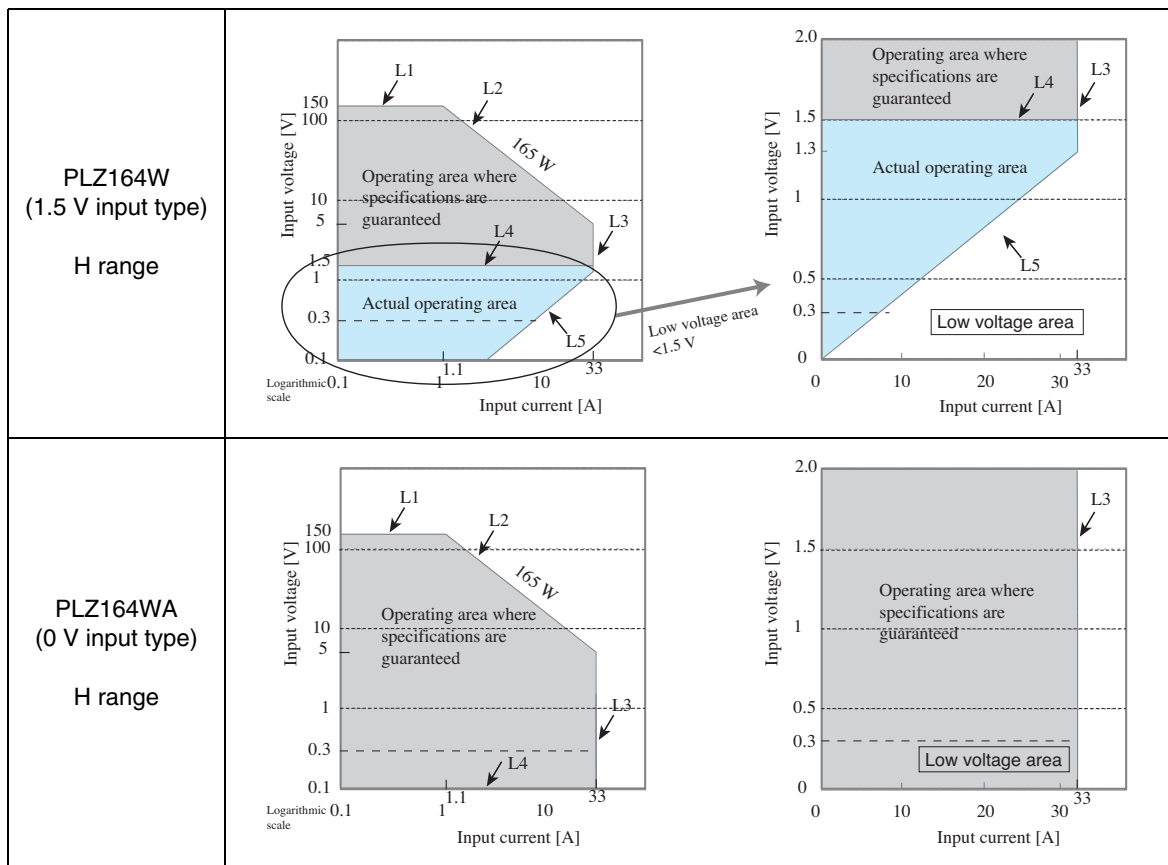 PLZ164W
(1.5 V input type)
H range
Input voltage [V]
150
100
10
5
1.5
1
0.3
0.1
L1
L2
165 W
Operating area where
specifications are
guaranteed
L3
L4
Actual operating area
L5
Low voltage area
<1.5 V
Logarithmic
scale
0.1
1
1.1
10
33
Input current [A]
Input voltage [V]
2.0
1.5
1.3
1
0.5
0.3
0
Operating area where
specifications are
guaranteed
L3
L4
Actual operating area
L5
Low voltage area
0
10
20
30
33
Input current [A]
PLZ164WA
(0 V input type)
H range
Input voltage [V]
150
100
10
5
1
0.3
0.1
L1
L2
165 W
Operating area where
specifications are
guaranteed
L3
L4
Logarithmic
scale
0.1
1
1.1
10
33
Input current [A]
Input voltage [V]
2.0
1.5
1
0.5
0.3
0
L3
Operating area where
specifications are
guaranteed
Low voltage area
0
10
20
30
33
Input current [A]